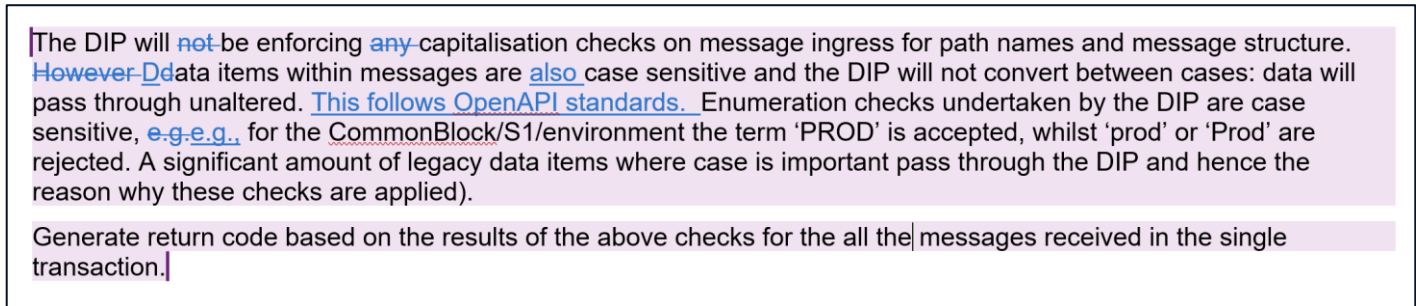 The DIP will not be enforcing any capitalisation checks on message ingress for path names and message structure.
However Ddata items within messages are also case sensitive and the DIP will not convert between cases: data will
pass through unaltered. This follows OpenAPI standards. Enumeration checks undertaken by the DIP are case
sensitive, e.g.e.g., for the CommonBlock/S1/environment the term ‘PROD’ is accepted, whilst ‘prod’ or ‘Prod’ are
rejected. A significant amount of legacy data items where case is important pass through the DIP and hence the
reason why these checks are applied).
Generate return code based on the results of the above checks for the all the messages received in the single
transaction.